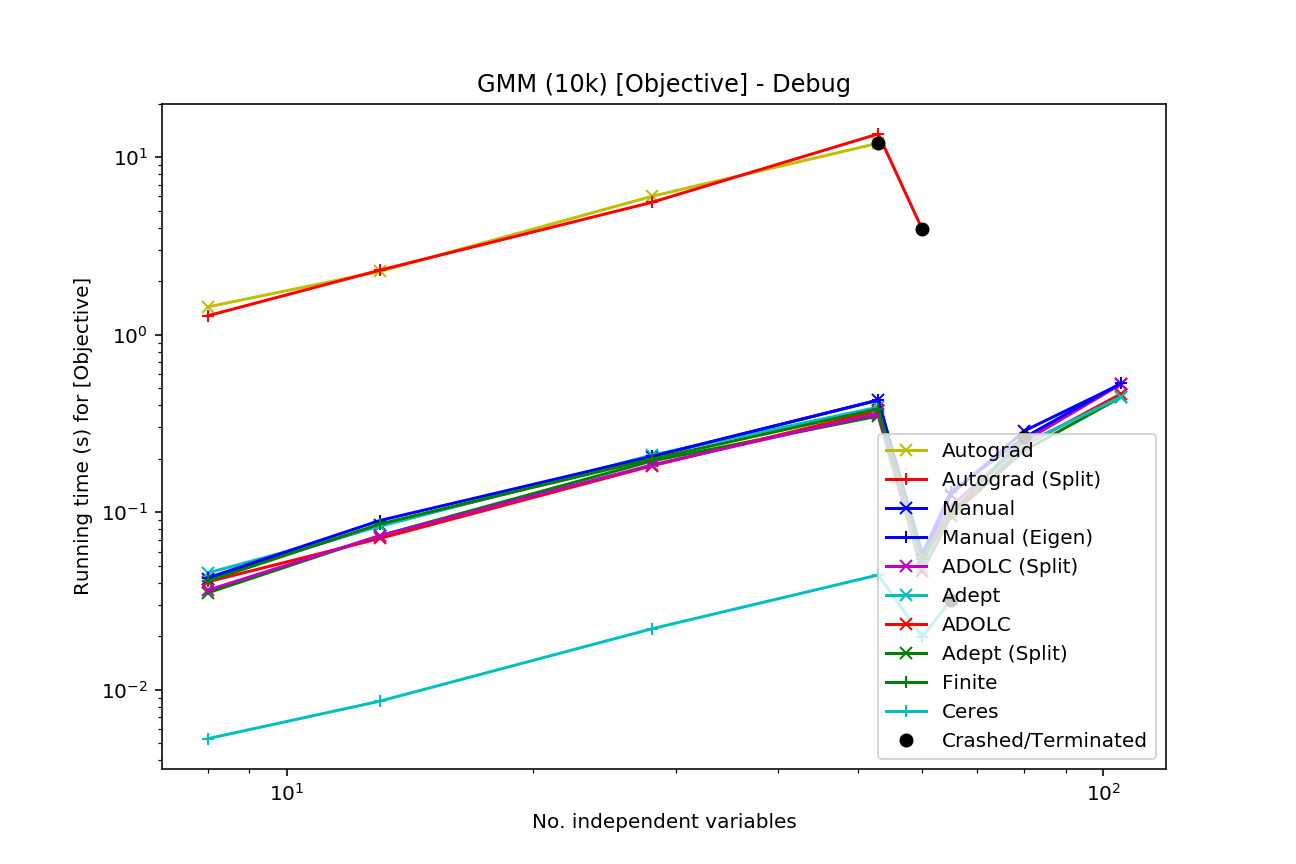 GMM (10k) [Objective] - Debug
Running time (s) for [Objective]
10¹
10⁰
10⁻¹
10⁻²
Autograd
Autograd (Split)
Manual
Manual (Eigen)
ADOLC (Split)
Adept
ADOLC
Adept (Split)
Finite
Ceres
Crashed/Terminated
10¹
10²
No. independent variables